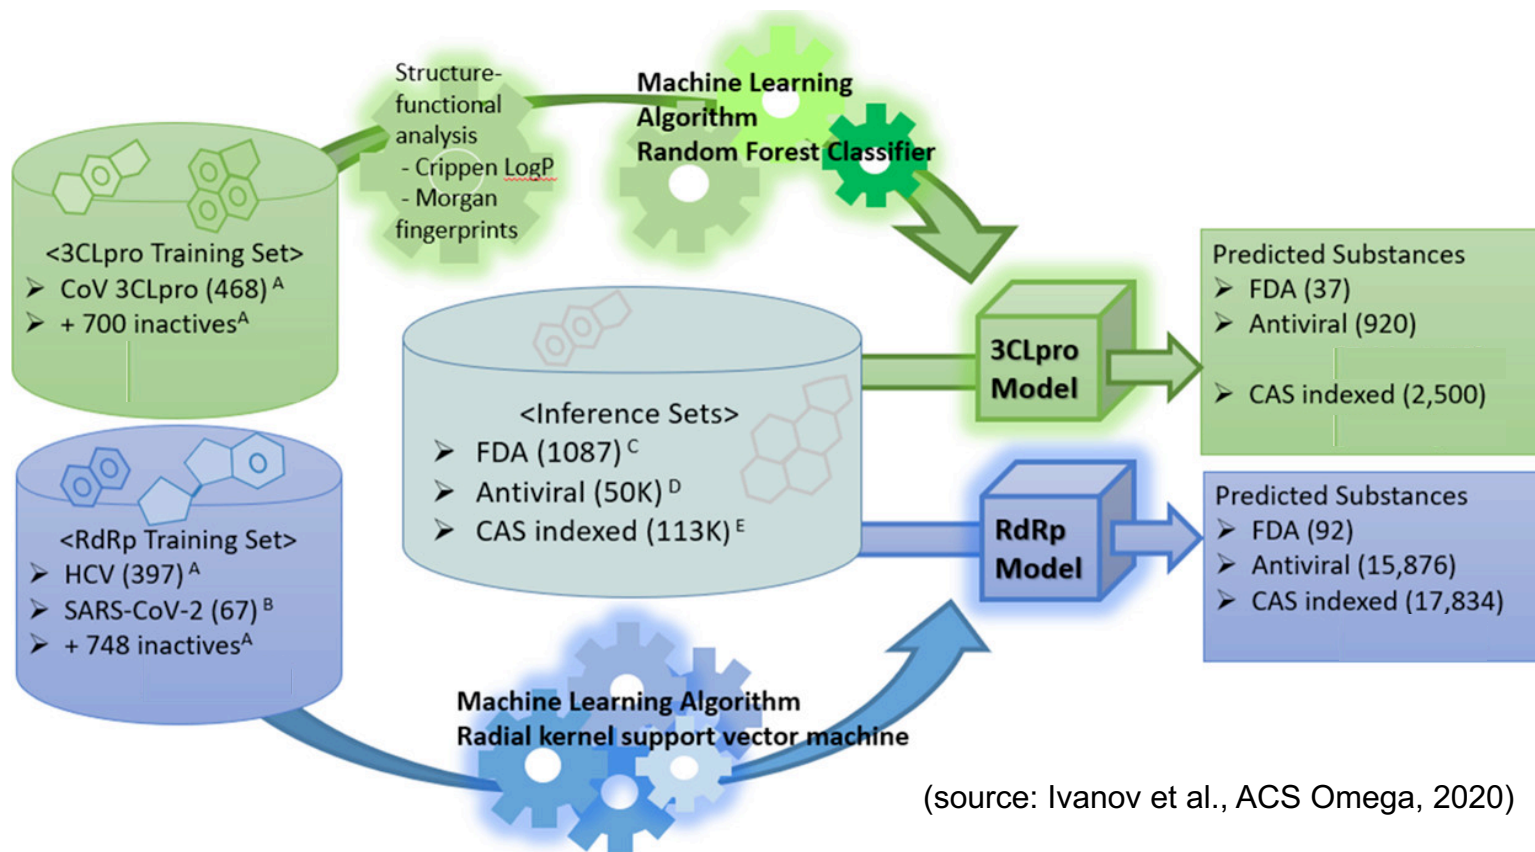 Structure-
functional
analysis
- Crippen LogP
- Morgan
fingerprints
Machine Learning
Algorithm
Random Forest Classifier
<3CLpro Training Set>
➢ CoV 3CLpro (468) A
➢ + 700 inactivesA
<RdRp Training Set>
➢ HCV (397) A
➢ SARS-CoV-2 (67) B
➢ + 748 inactivesA
<Inference Sets>
➢ FDA (1087) C
➢ Antiviral (50K) D
➢ CAS indexed (113K) E
3CLpro
Model
RdRp
Model
Predicted Substances
➢ FDA (37)
➢ Antiviral (920)
➢ CAS indexed (2,500)
Predicted Substances
➢ FDA (92)
➢ Antiviral (15,876)
➢ CAS indexed (17,834)
Machine Learning Algorithm
Radial kernel support vector machine
(source: Ivanov et al., ACS Omega, 2020)